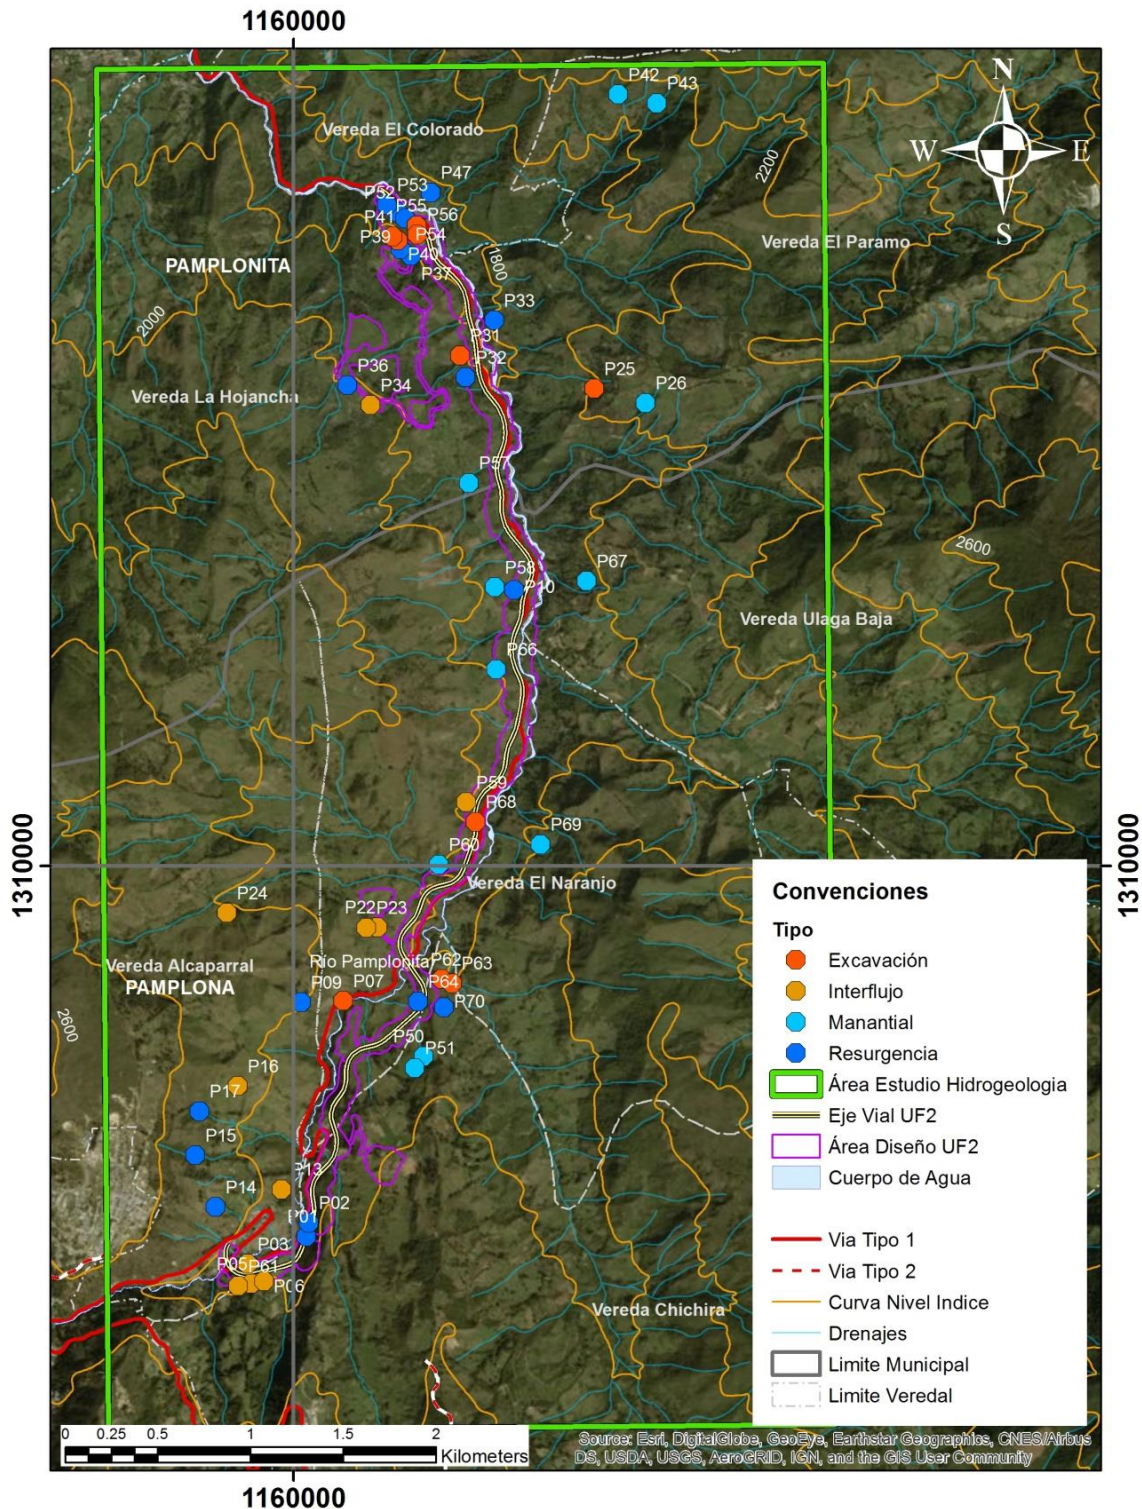 1160000
P42
P43
N
Vereda El Colorado
W
E
2200
P53
P47
P52
P55
P56
P41
P54
P39
S
Vereda El Paramo
P40
PAMPLONITA
1800
P37
2000
P33
P31
P32
P36
P34
P25
P26
Vereda La Hojancha
P57
2600
P58
P67
P10
Vereda Ulaga Baja
P66
P59
P68
P69
1310000
1310000
P60
Vereda El Naranjo
P24
P22
P23
Vereda Alcaparral
Río Pamplonita
P62
P63
PAMPLONA
P09
P07
P64
P70
2600
P50
P51
P16
P17
P15
P13
P14
P02
P01
P03
P05
P61
P06
Vereda Chichira
Convenciones
Tipo
Excavación
Interflujo
Manantial
Resurgencia
Área Estudio Hidrogeologia
Eje Vial UF2
Área Diseño UF2
Cuerpo de Agua
Via Tipo 1
Via Tipo 2
Curva Nivel Indice
Drenajes
Limite Municipal
Limite Veredal
0 0.25 0.5 1 1.5 2
Kilometers
Source: Esri, DigitalGlobe, GeoEye, Earthstar Geographics, CNES/Airbus
DS, USDA, USGS, AeroGRID, IGN, and the GIS User Community
1160000